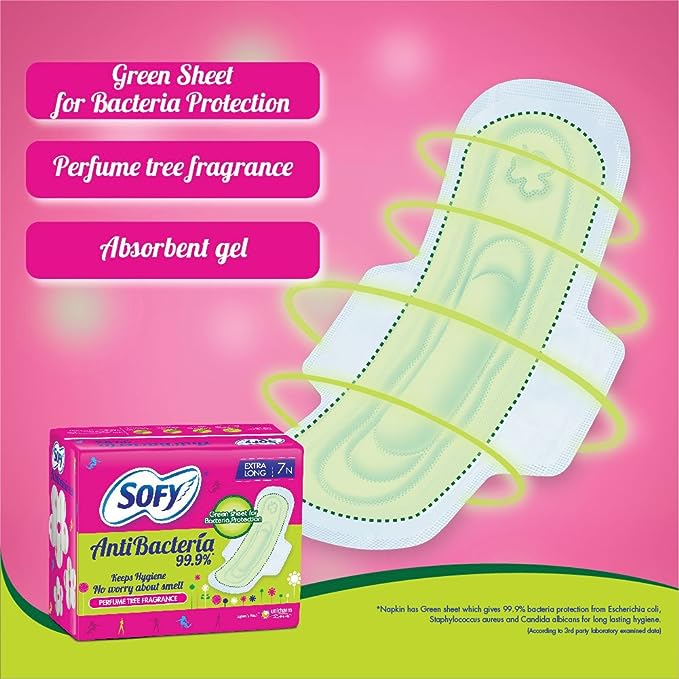 Green Sheet
for Bacteria Protection
Perfume tree fragrance
Absorbent gel
SOFY
EXTRA
LONG
7N
Green sheet for
Bacteria Protection
AntiBacteria
99.9%*
Keeps Hygiene
No worry about smell
PERFUME TREE FRAGRANCE
unicharm
*Napkin has Green sheet which gives 99.9% bacteria protection from Escherichia coli,
Staphylococcus aureus and Candida albicans for long lasting hygiene.
(According to 3rd party laboratory examined data)